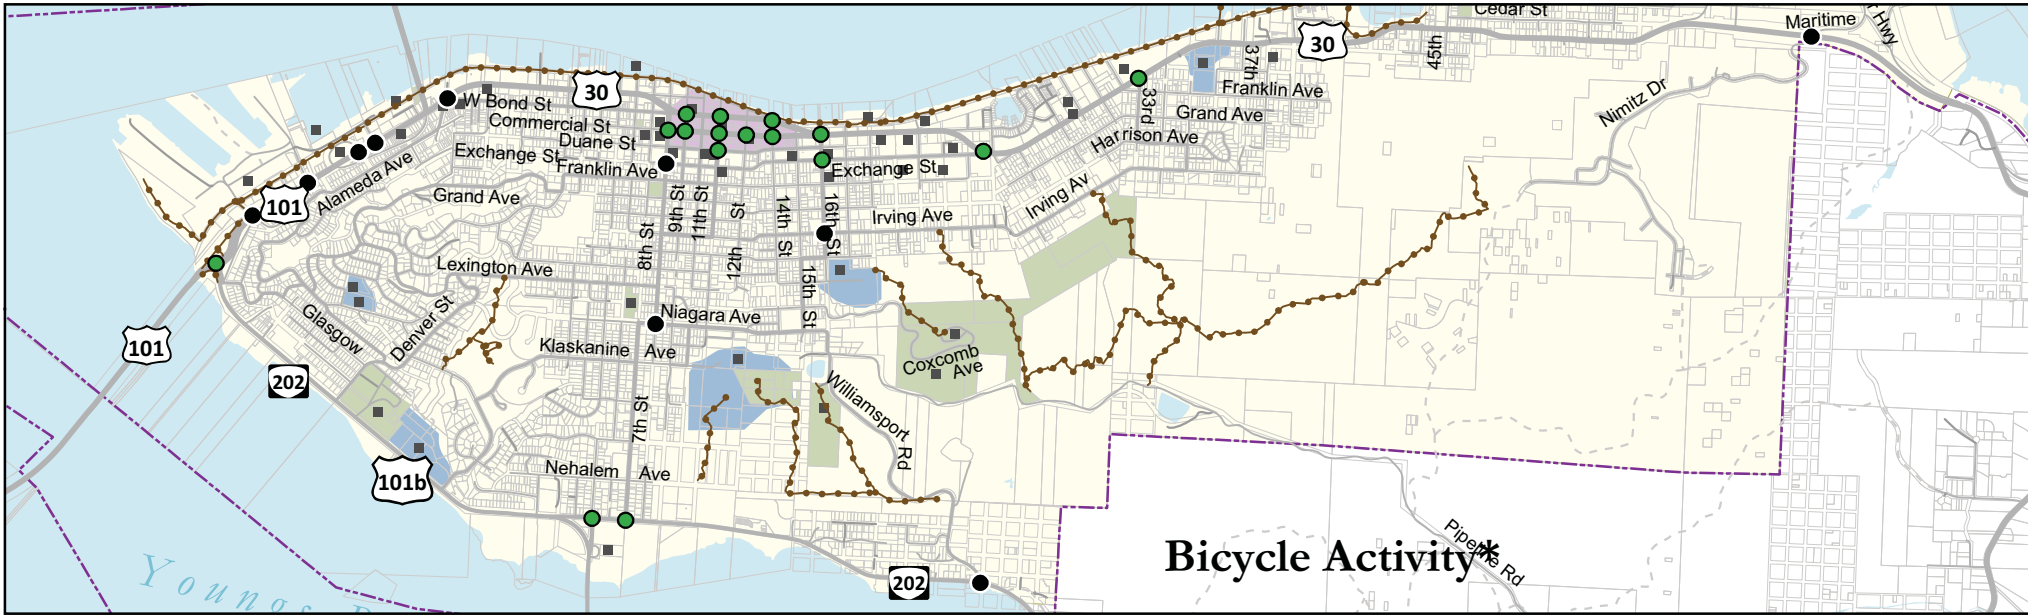 Cedar St
Maritime
Hwy
30
45th
37th
30
W Bond St
Commercial St
Duane St
Exchange St
Franklin Ave
Franklin Ave
33rd
Grand Ave
Harrison Ave
Nimitz Dr
Exchange St
101
Alameda Ave
Grand Ave
9th St
11th St
12th St
14th St
16th St
Irving Ave
Irving Av
8th St
Lexington Ave
15th St
101
Glasgow
Denver St
Niagara Ave
Klaskanine Ave
202
Coxcomb
Ave
Williamsport Rd
7th St
101b
Nehalem Ave
Bicycle Activity*
Pipeline Rd
202
Youngs